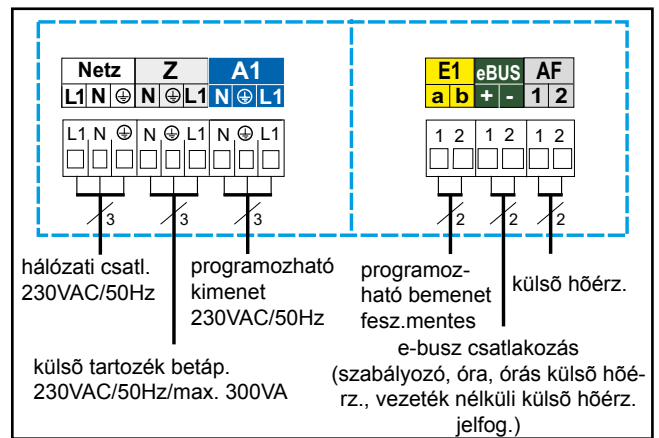 Netz Z A1 E1 eBUS AF
L1 N ⏚ N ⏚ L1 N ⏚ L1 a b + - 1 2
L1 N ⏚ N ⏚ L1 N ⏚ L1 1 2 1 2 1 2
3 3 3 2 2 2
hálózati csatl.
230VAC/50Hz
programozható
kimenet
230VAC/50Hz
külsõ tartozék betáp.
230VAC/50Hz/max. 300VA
programoz-
ható bemenet
fesz.mentes
külsõ hõérz.
e-busz csatlakozás
(szabályozó, óra, órás külsõ hõé-
rz., vezeték nélküli külsõ hõérz.
jelfog.)